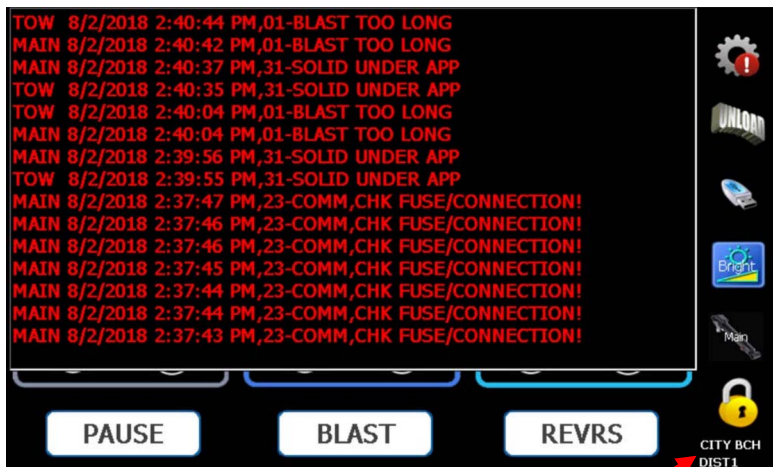 TOW 8/2/2018 2:40:44 PM,01-BLAST TOO LONG
MAIN 8/2/2018 2:40:42 PM,01-BLAST TOO LONG
MAIN 8/2/2018 2:40:37 PM,31-SOLID UNDER APP
TOW 8/2/2018 2:40:35 PM,31-SOLID UNDER APP
TOW 8/2/2018 2:40:04 PM,01-BLAST TOO LONG
MAIN 8/2/2018 2:40:04 PM,01-BLAST TOO LONG
MAIN 8/2/2018 2:39:56 PM,31-SOLID UNDER APP
TOW 8/2/2018 2:39:55 PM,31-SOLID UNDER APP
MAIN 8/2/2018 2:37:47 PM,23-COMM,CHK FUSE/CONNECTION!
MAIN 8/2/2018 2:37:46 PM,23-COMM,CHK FUSE/CONNECTION!
MAIN 8/2/2018 2:37:46 PM,23-COMM,CHK FUSE/CONNECTION!
MAIN 8/2/2018 2:37:45 PM,23-COMM,CHK FUSE/CONNECTION!
MAIN 8/2/2018 2:37:44 PM,23-COMM,CHK FUSE/CONNECTION!
MAIN 8/2/2018 2:37:44 PM,23-COMM,CHK FUSE/CONNECTION!
MAIN 8/2/2018 2:37:43 PM,23-COMM,CHK FUSE/CONNECTION!
UNLOAD
Bright
Main
PAUSE
BLAST
REVRS
1
CITY BCH
DIST1